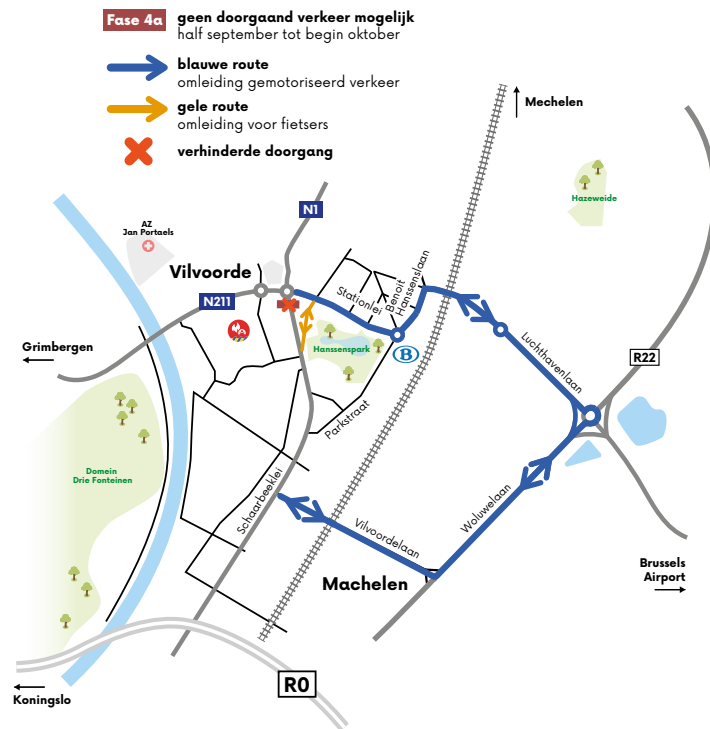 Fase 4a
geen doorgaand verkeer mogelijk
half september tot begin oktober
blauwe route
omleiding gemotoriseerd verkeer
gele route
omleiding voor fietsers
verhinderde doorgang
Mechelen
Hazeweide
N1
AZ
Jan Portaels
Vilvoorde
N211
Stationlei
Benoit
Hanssenslaan
Grimbergen
Hanssenspark
B
Luchthavenlaan
R22
Parkstraat
Domein
Drie Fonteinen
Schaarbeeklei
Vilvoordelaan
Woluwelaan
Machelen
Brussels
Airport
R0
Koningslo